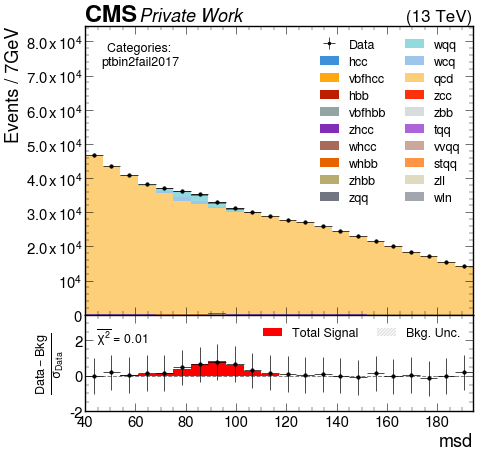 CMS Private Work (13 TeV)
Events / 7GeV
8.0 x 10⁴
7.0 x 10⁴
6.0 x 10⁴
5.0 x 10⁴
4.0 x 10⁴
3.0 x 10⁴
2.0 x 10⁴
10⁴
0
Categories:
ptbin2fail2017
Data
hcc
vbfhcc
hbb
vbfhbb
zhcc
whcc
whbb
zhbb
zqq
wqq
wcq
qcd
zcc
zbb
tqq
vvqq
stqq
zll
wln
Data − Bkg
σData
χ² = 0.01
Total Signal
Bkg. Unc.
2
0
-2
40 60 80 100 120 140 160 180
msd